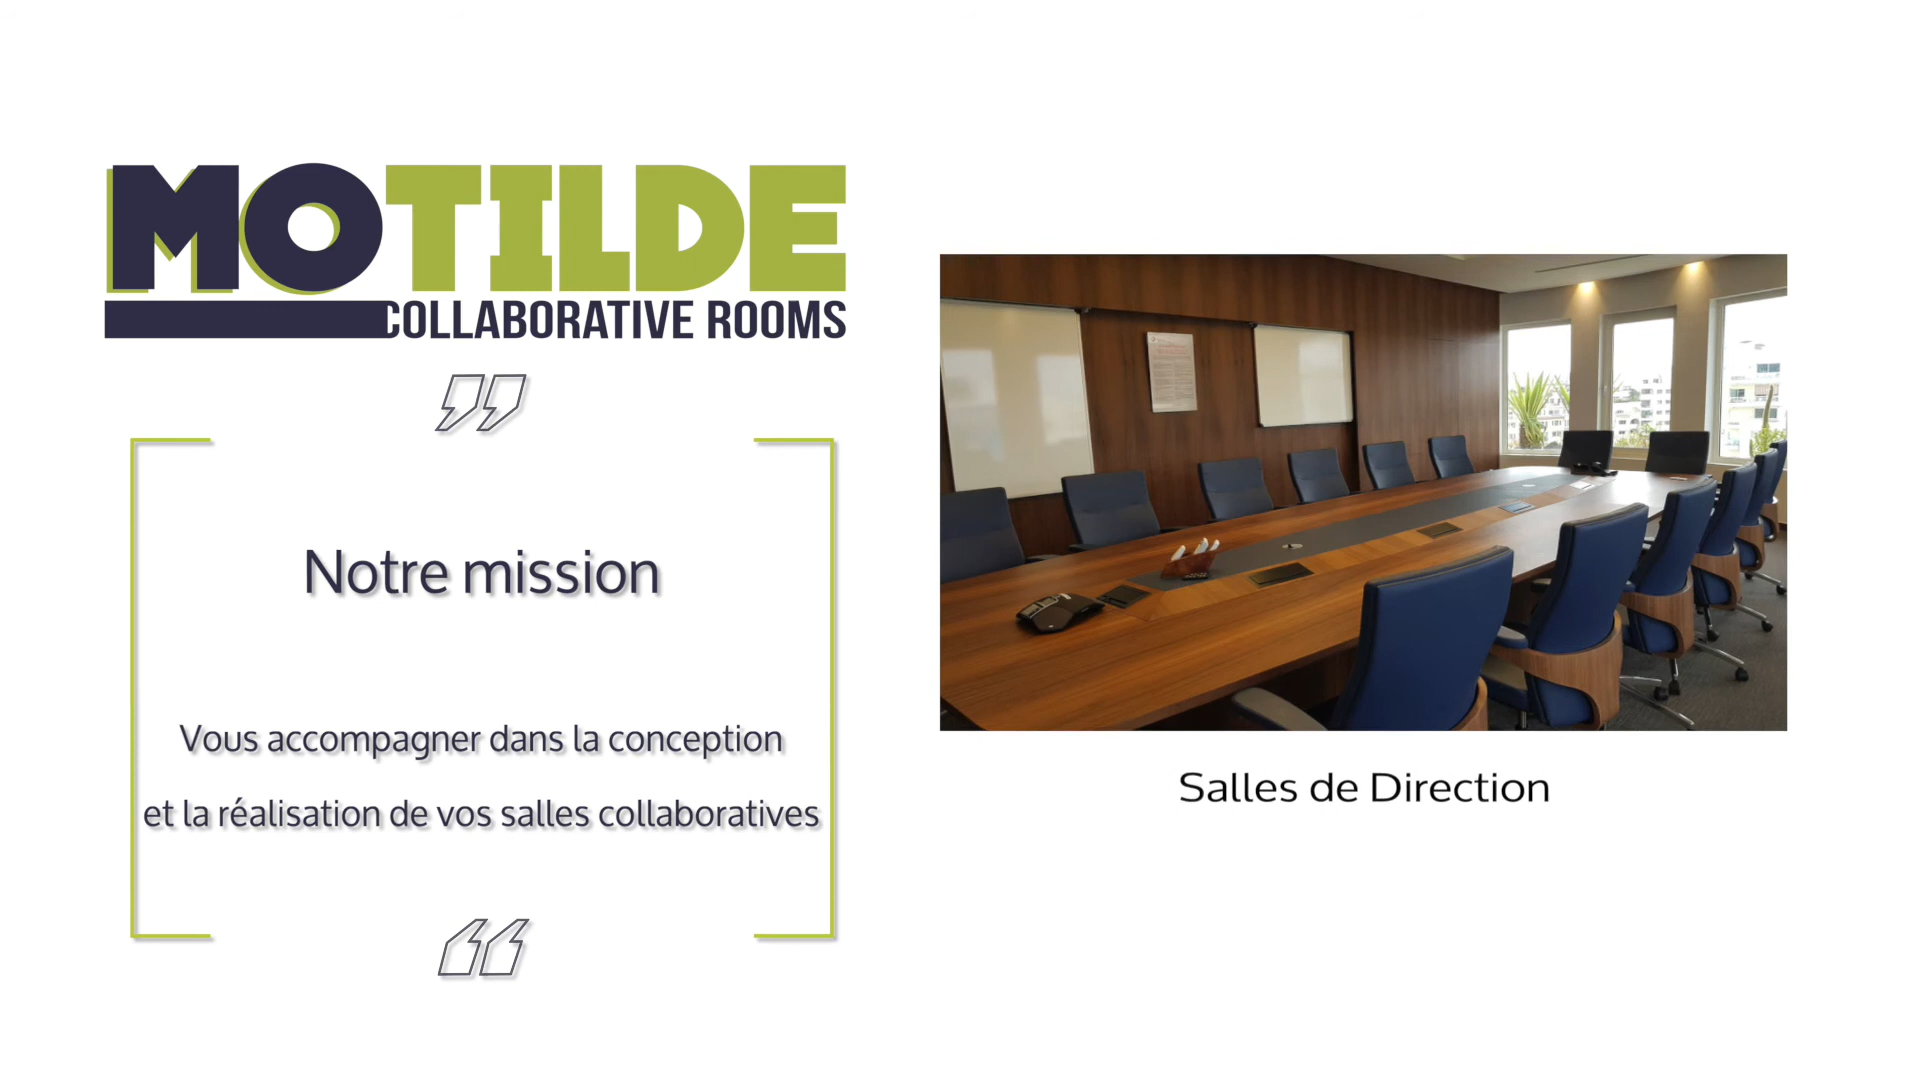 MOTILDE
COLLABORATIVE ROOMS
Notre mission
Vous accompagner dans la conception
et la réalisation de vos salles collaboratives
Salles de Direction